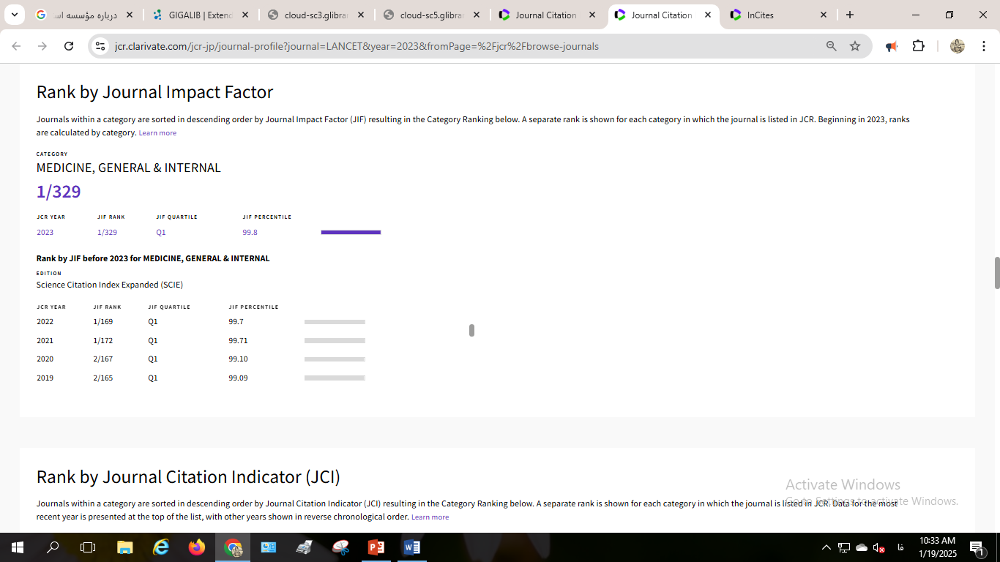 درباره مؤسسه اس
GIGALIB | Extend
cloud-sc3.glibrar
cloud-sc5.glibrar
Journal Citation
Journal Citation
InCites
jcr.clarivate.com/jcr-jp/journal-profile?journal=LANCET&year=2023&fromPage=%2Fjcr%2Fbrowse-journals
Rank by Journal Impact Factor
Journals within a category are sorted in descending order by Journal Impact Factor (JIF) resulting in the Category Ranking below. A separate rank is shown for each category in which the journal is listed in JCR. Beginning in 2023, ranks
are calculated by category. Learn more
CATEGORY
MEDICINE, GENERAL & INTERNAL
1/329
JCR YEAR JIF RANK JIF QUARTILE JIF PERCENTILE
2023 1/329 Q1 99.8
Rank by JIF before 2023 for MEDICINE, GENERAL & INTERNAL
EDITION
Science Citation Index Expanded (SCIE)
JCR YEAR JIF RANK JIF QUARTILE JIF PERCENTILE
2022 1/169 Q1 99.7
2021 1/172 Q1 99.71
2020 2/167 Q1 99.10
2019 2/165 Q1 99.09
Rank by Journal Citation Indicator (JCI)
Journals within a category are sorted in descending order by Journal Citation Indicator (JCI) resulting in the Category Ranking below. A separate rank is shown for each category in which the journal is listed in JCR. Data for the most
recent year is presented at the top of the list, with other years shown in reverse chronological order. Learn more
Activate Windows
Go to Settings to activate Windows.
فا
10:33 AM
1/19/2025
1